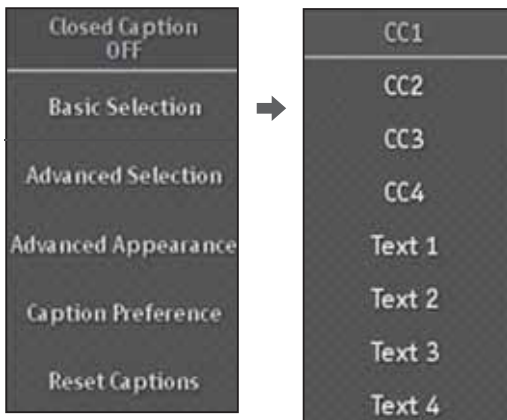 Closed Caption
OFF
Basic Selection
Advanced Selection
Advanced Appearance
Caption Preference
Reset Captions
CC1
CC2
CC3
CC4
Text 1
Text 2
Text 3
Text 4